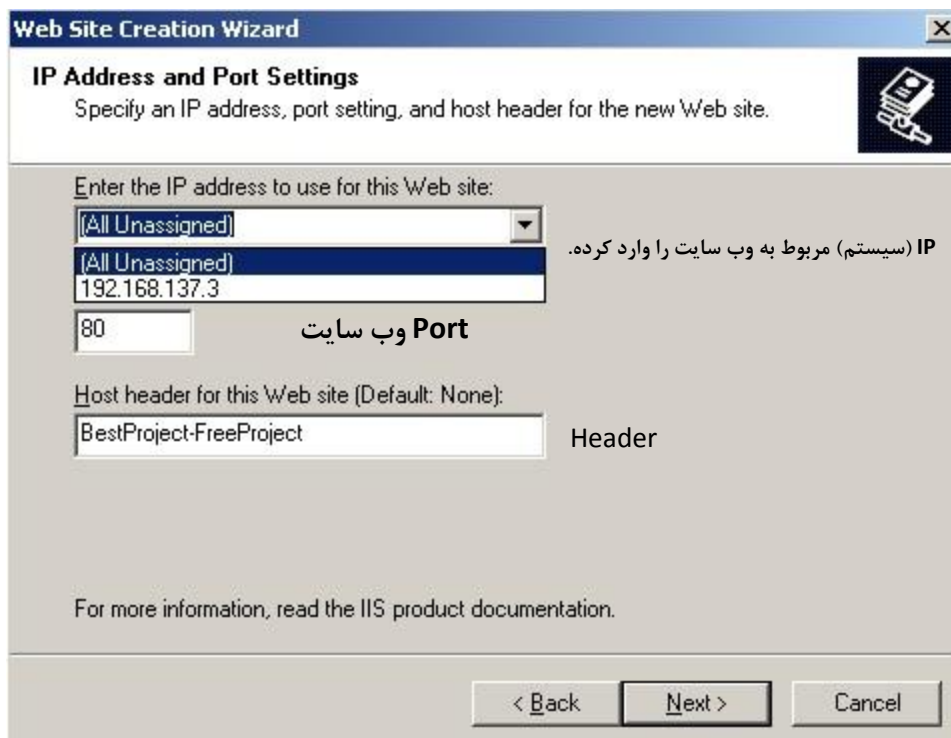 Web Site Creation Wizard
IP Address and Port Settings
Specify an IP address, port setting, and host header for the new Web site.
Enter the IP address to use for this Web site:
(All Unassigned)
IP (سیستم) مربوط به وب سایت را وارد کرده.
(All Unassigned)
192.168.137.3
80
Port وب سایت
Host header for this Web site (Default: None):
BestProject-FreeProject
Header
For more information, read the IIS product documentation.
< Back
Next >
Cancel